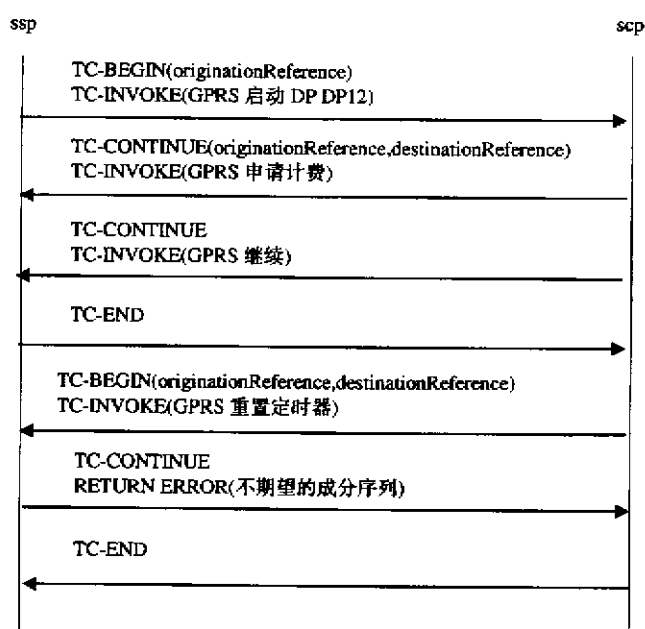 ssp
scp
TC-BEGIN(originationReference)
TC-INVOKE(GPRS 启动 DP DP12)
TC-CONTINUE(originationReference,destinationReference)
TC-INVOKE(GPRS 申请计费)
TC-CONTINUE
TC-INVOKE(GPRS 继续)
TC-END
TC-BEGIN(originationReference,destinationReference)
TC-INVOKE(GPRS 重置定时器)
TC-CONTINUE
RETURN ERROR(不期望的成分序列)
TC-END